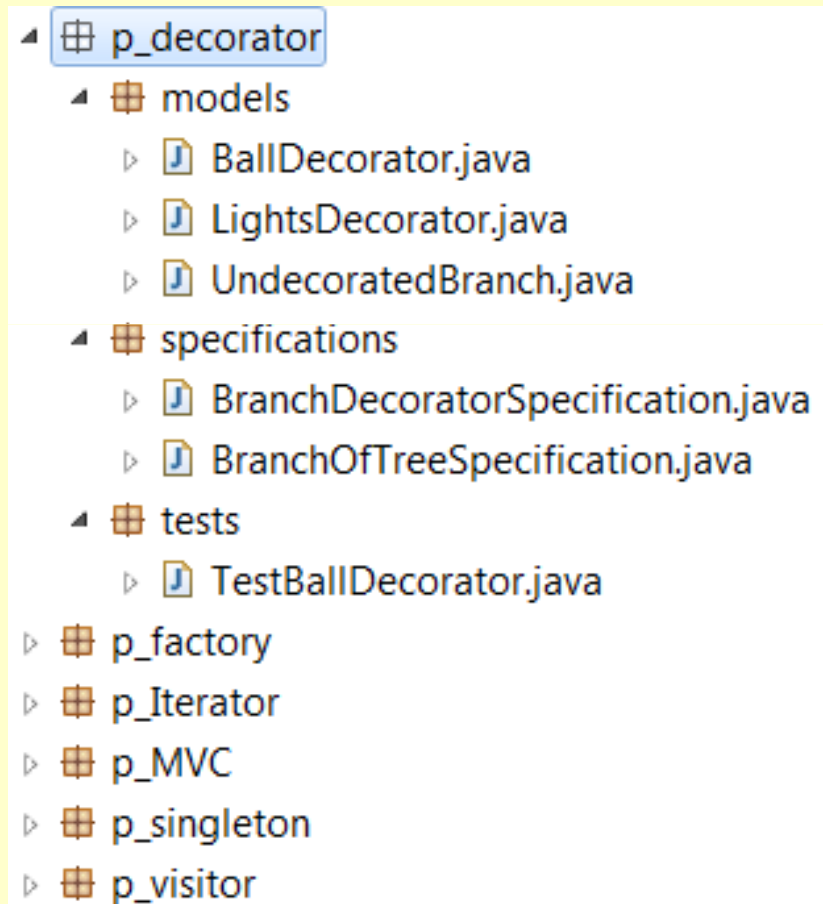 p_decorator
models
BallDecorator.java
LightsDecorator.java
UndecoratedBranch.java
specifications
BranchDecoratorSpecification.java
BranchOfTreeSpecification.java
tests
TestBallDecorator.java
p_factory
p_Iterator
p_MVC
p_singleton
p_visitor